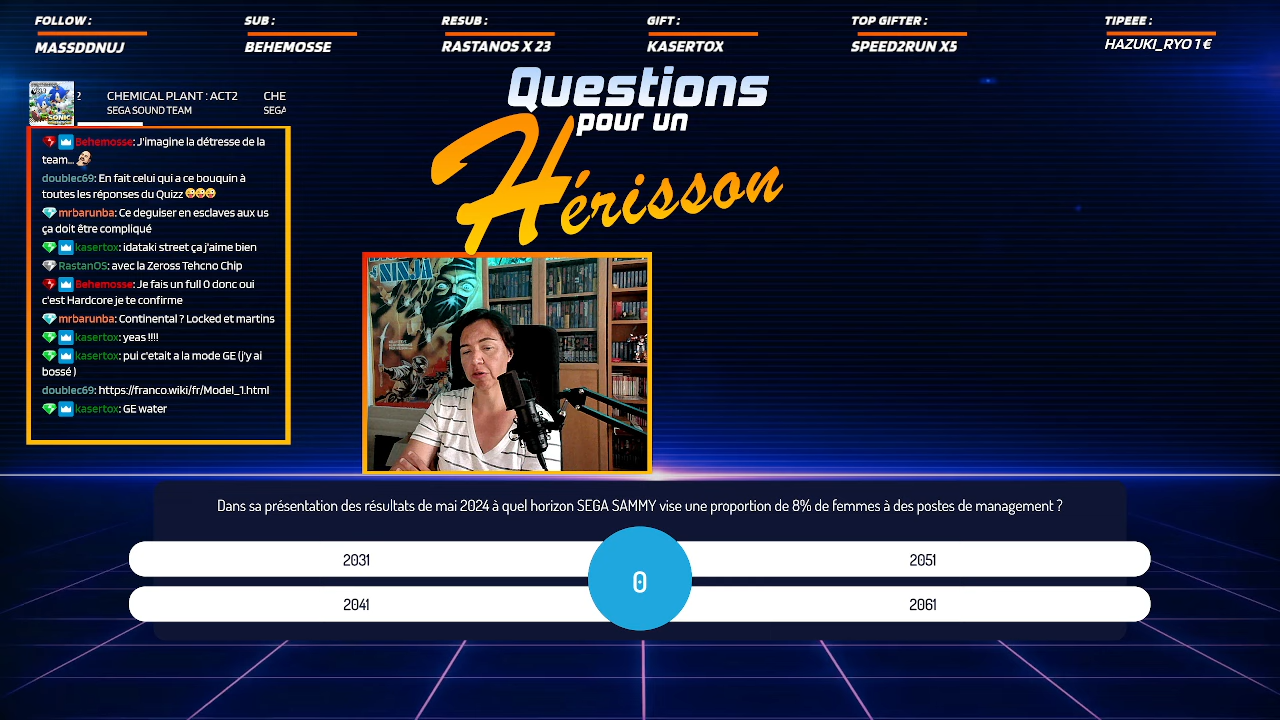 FOLLOW :
MASSDDNUJ
SUB :
BEHEMOSSE
RESUB :
RASTANOS X 23
GIFT :
KASERTOX
TOP GIFTER :
SPEED2RUN X5
TIPEEE :
HAZUKI_RYO 1 €
2 CHEMICAL PLANT : ACT2 CHE
SEGA SOUND TEAM SEGA
SONIC
Questions
pour un
Hérisson
Behemosse: J'imagine la détresse de la
team...
doublec69: En fait celui qui a ce bouquin à
toutes les réponses du Quizz
mrbarunba: Ce deguiser en esclaves aux us
ça doit être compliqué
kasertox: idataki street ça j'aime bien
RastanOS: avec la Zeross Tehcno Chip
Behemosse: Je fais un full 0 donc oui
c'est Hardcore je te confirme
mrbarunba: Continental ? Locked et martins
kasertox: yeas !!!!
kasertox: pui c'etait a la mode GE (j'y ai
bossé )
doublec69: https://franco.wiki/fr/Model_1.html
kasertox: GE water
NINJA
Dans sa présentation des résultats de mai 2024 à quel horizon SEGA SAMMY vise une proportion de 8% de femmes à des postes de management ?
2031
2051
0
2041
2061